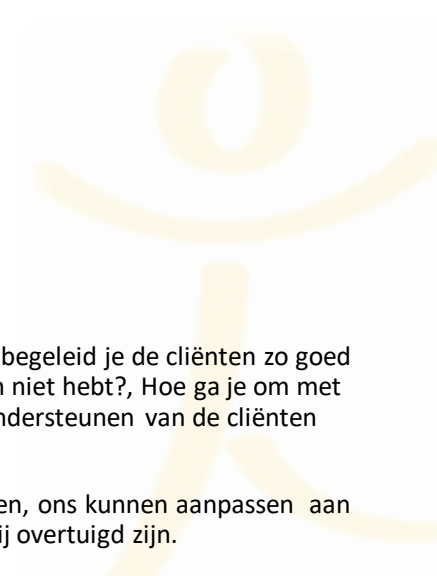 begeleid je de cliënten zo goed
niet hebt?, Hoe ga je om met
ndersteunen van de cliënten
en, ons kunnen aanpassen aan
ij overtuigd zijn.